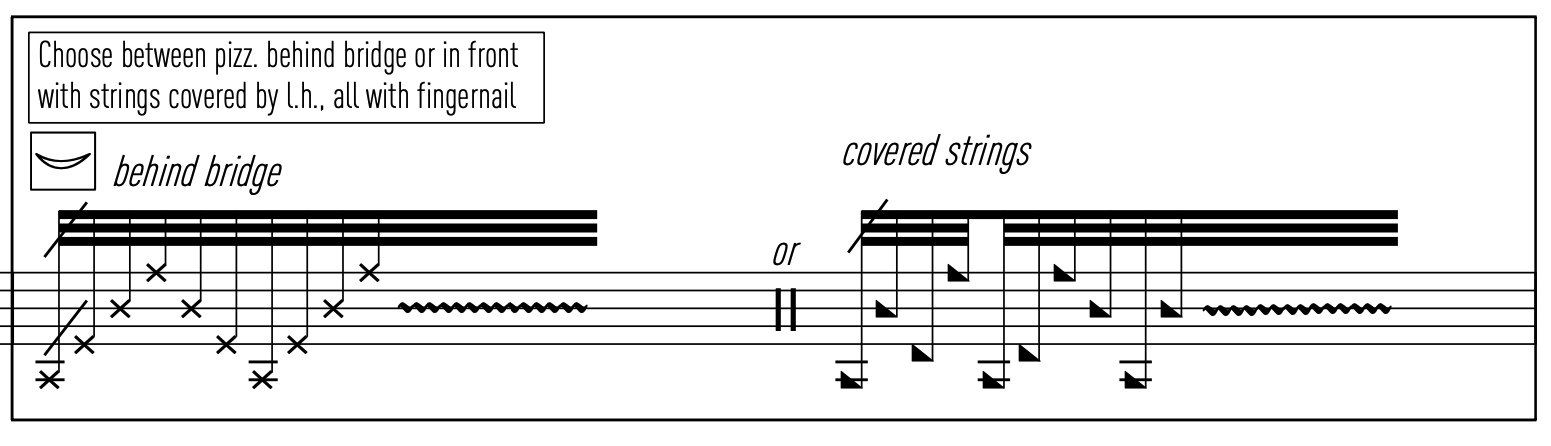 Choose between pizz. behind bridge or in front
with strings covered by l.h., all with fingernail
behind bridge
covered strings
or